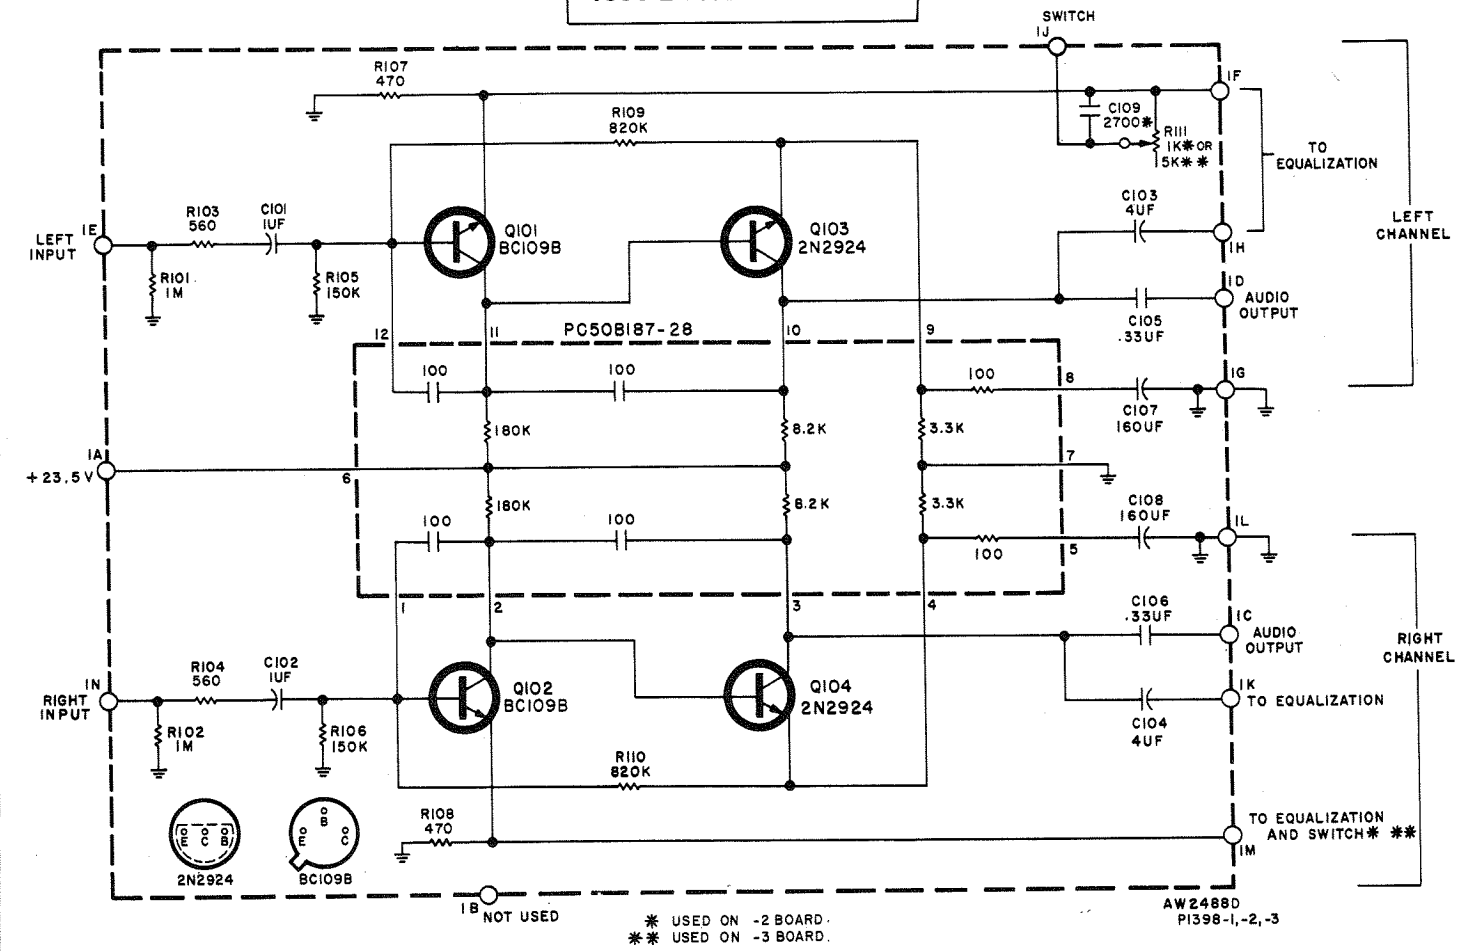 SWITCH
1J
R107
470
1F
R109
820K
C109
2700*
R111
1K* OR
5K**
TO
EQUALIZATION
C103
4UF
LEFT
CHANNEL
R103
560
C101
1UF
1E
LEFT
INPUT
Q101
BC109B
Q103
2N2924
1H
R101
1M
R105
150K
1D
AUDIO
OUTPUT
C105
.33UF
PC50B187-28
12
11
10
9
100
100
100
8
1G
C107
160UF
180K
8.2K
3.3K
1A
+23.5V
6
7
180K
8.2K
3.3K
C108
160UF
100
100
1L
100
5
1
2
3
4
C106
.33UF
1C
AUDIO
OUTPUT
RIGHT
CHANNEL
R104
560
C102
1UF
1N
RIGHT
INPUT
Q102
BC109B
Q104
2N2924
1K
TO EQUALIZATION
C104
4UF
R102
1M
R106
150K
R110
820K
R108
470
TO EQUALIZATION
AND SWITCH* **
1M
E C B
B
E C
2N2924
BC109B
1B
NOT USED
AW2488D
P1398-1,-2,-3
* USED ON -2 BOARD.
** USED ON -3 BOARD.